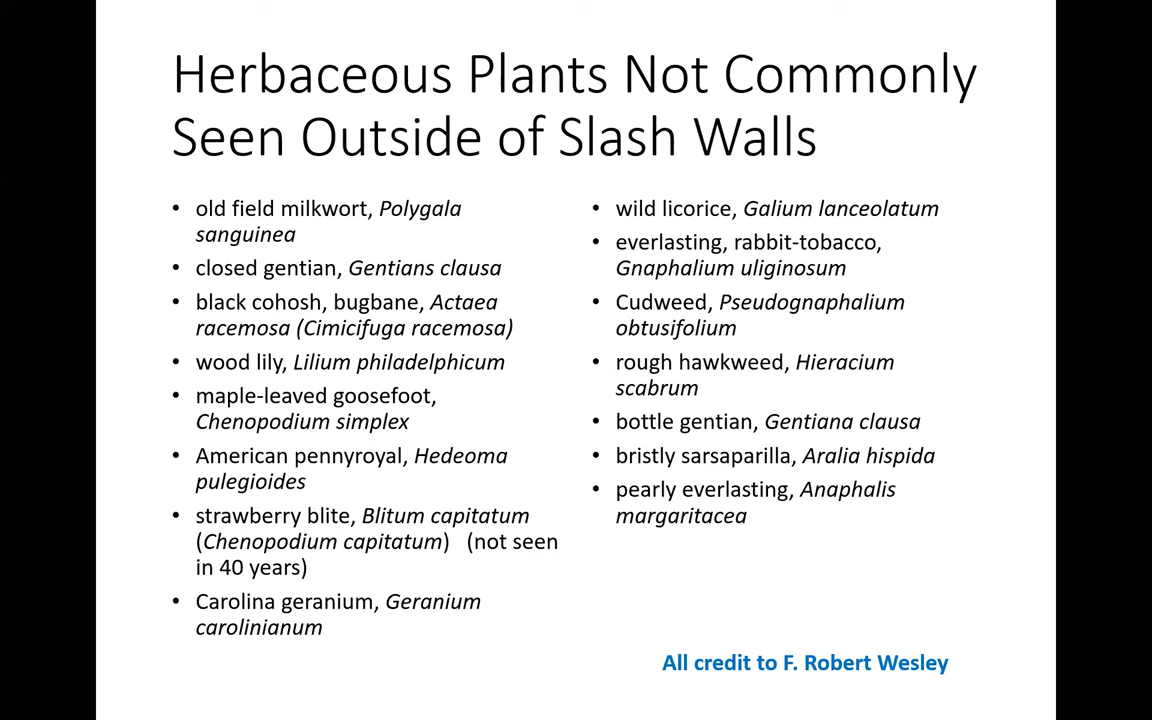 Herbaceous Plants Not Commonly
Seen Outside of Slash Walls
• old field milkwort, Polygala
sanguinea
• closed gentian, Gentians clausa
• black cohosh, bugbane, Actaea
racemosa (Cimicifuga racemosa)
• wood lily, Lilium philadelphicum
• maple-leaved goosefoot,
Chenopodium simplex
• American pennyroyal, Hedeoma
pulegioides
• strawberry blite, Blitum capitatum
(Chenopodium capitatum) (not seen
in 40 years)
• Carolina geranium, Geranium
carolinianum
• wild licorice, Galium lanceolatum
• everlasting, rabbit-tobacco,
Gnaphalium uliginosum
• Cudweed, Pseudognaphalium
obtusifolium
• rough hawkweed, Hieracium
scabrum
• bottle gentian, Gentiana clausa
• bristly sarsaparilla, Aralia hispida
• pearly everlasting, Anaphalis
margaritacea
All credit to F. Robert Wesley